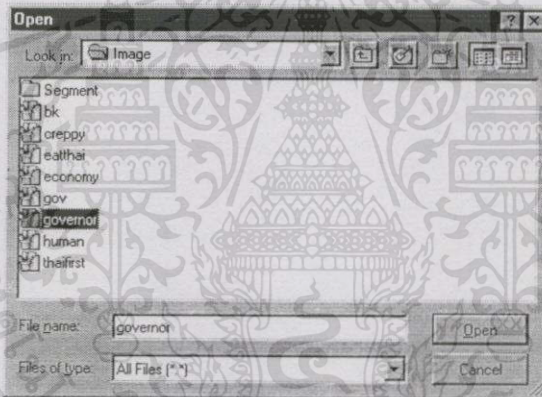 Open
Look in: Image
Segment
bk
creppy
eatthai
economy
gov
governor
human
thaifirst
File name: governor Open
Files of type: All Files (*.*) Cancel